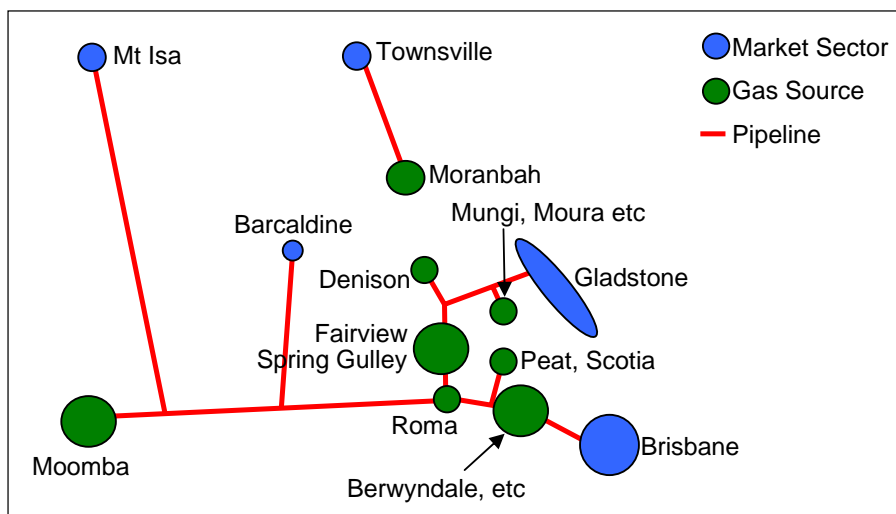 Mt Isa
Townsville
Market Sector
Gas Source
Pipeline
Moranbah
Mungi, Moura etc
Barcaldine
Denison
Gladstone
Fairview
Spring Gulley
Peat, Scotia
Roma
Moomba
Brisbane
Berwyndale, etc